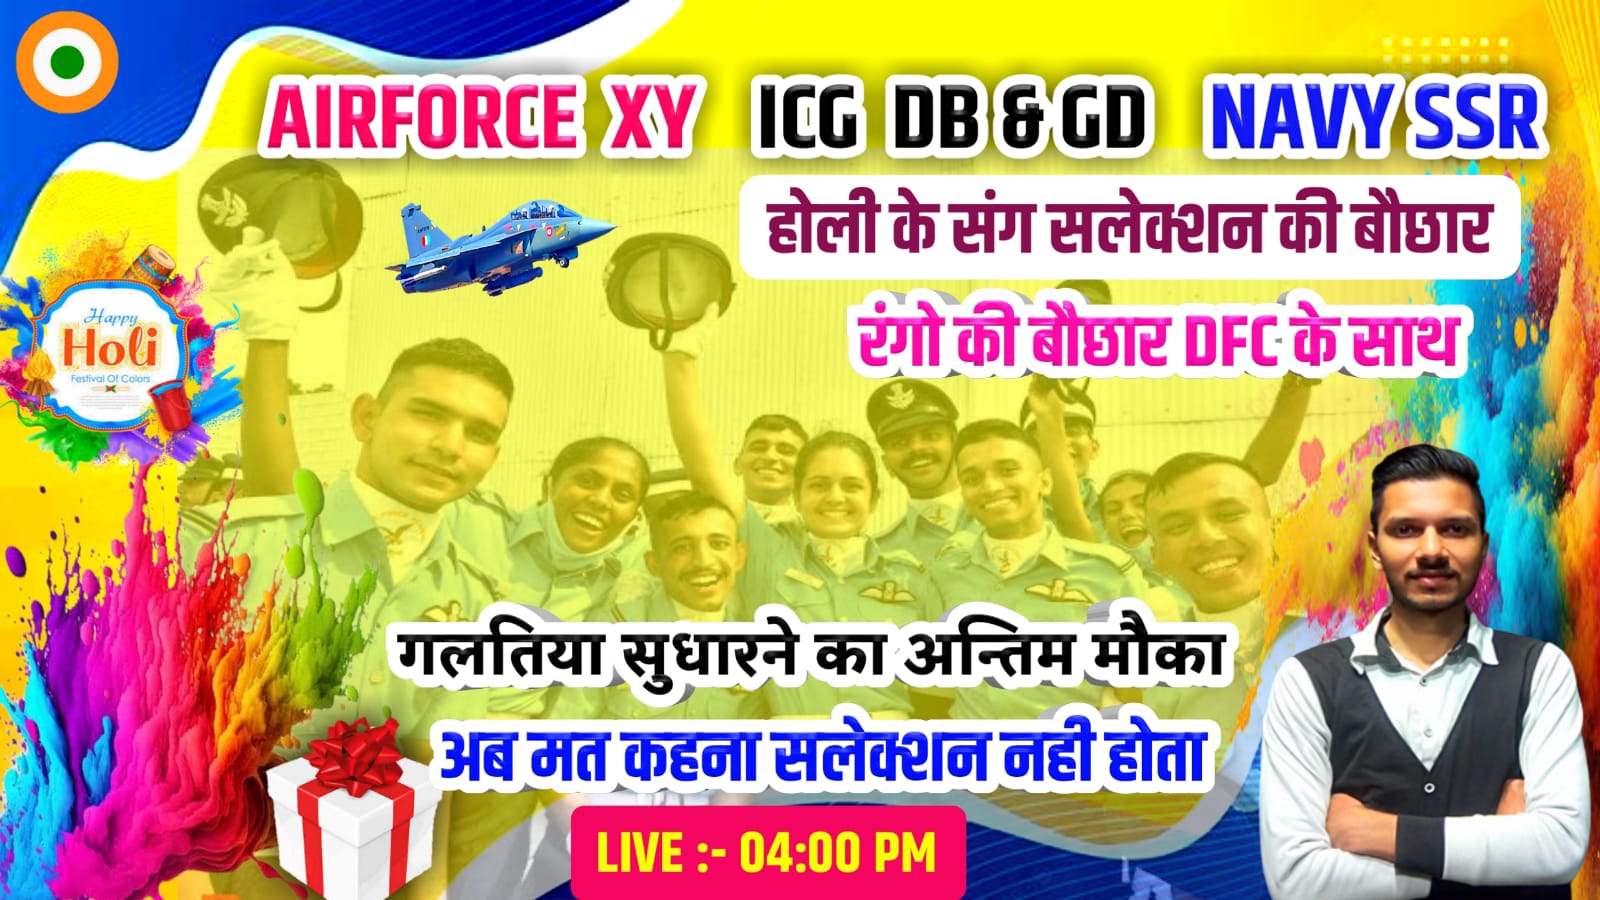 AIRFORCE XY ICG DB & GD NAVY SSR
होली के संग सलेक्शन की बौछार
रंगो की बौछार DFC के साथ
Happy
Holi
Festival Of Colors
गलतिया सुधारने का अन्तिम मौका
अब मत कहना सलेक्शन नही होता
LIVE :- 04:00 PM